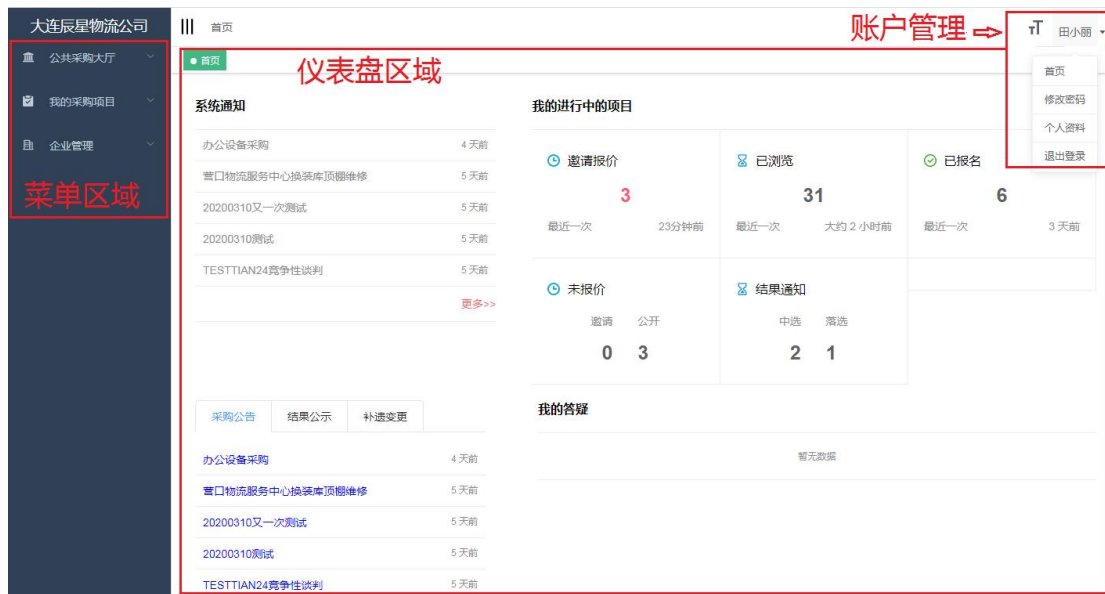 大连辰星物流公司
首页
账户管理
田小丽
公共采购大厅
我的采购项目
企业管理
菜单区域
首页
仪表盘区域
首页
修改密码
个人资料
退出登录
系统通知
办公设备采购 4 天前
营口物流服务中心换装库顶棚维修 5 天前
20200310又一次测试 5 天前
20200310测试 5 天前
TESTTIAN24竞争性谈判 5 天前
更多>>
我的进行中的项目
邀请报价
3
最近一次 23分钟前
已浏览
31
最近一次 大约 2 小时前
已报名
6
最近一次 3 天前
未报价
邀请 公开
0 3
结果通知
中选 落选
2 1
采购公告 结果公示 补遗变更
办公设备采购 4 天前
营口物流服务中心换装库顶棚维修 5 天前
20200310又一次测试 5 天前
20200310测试 5 天前
TESTTIAN24竞争性谈判 5 天前
我的答疑
暂无数据